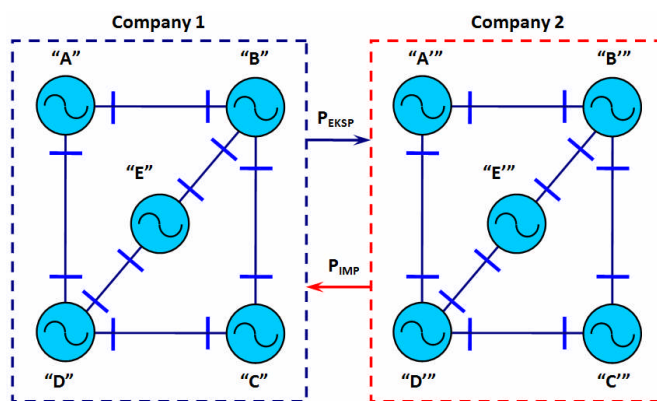 Company 1
Company 2
“A”
“B”
“A’”
“B’”
PEKSP
“E”
“E’”
PIMP
“D”
“C”
“D’”
“C’”